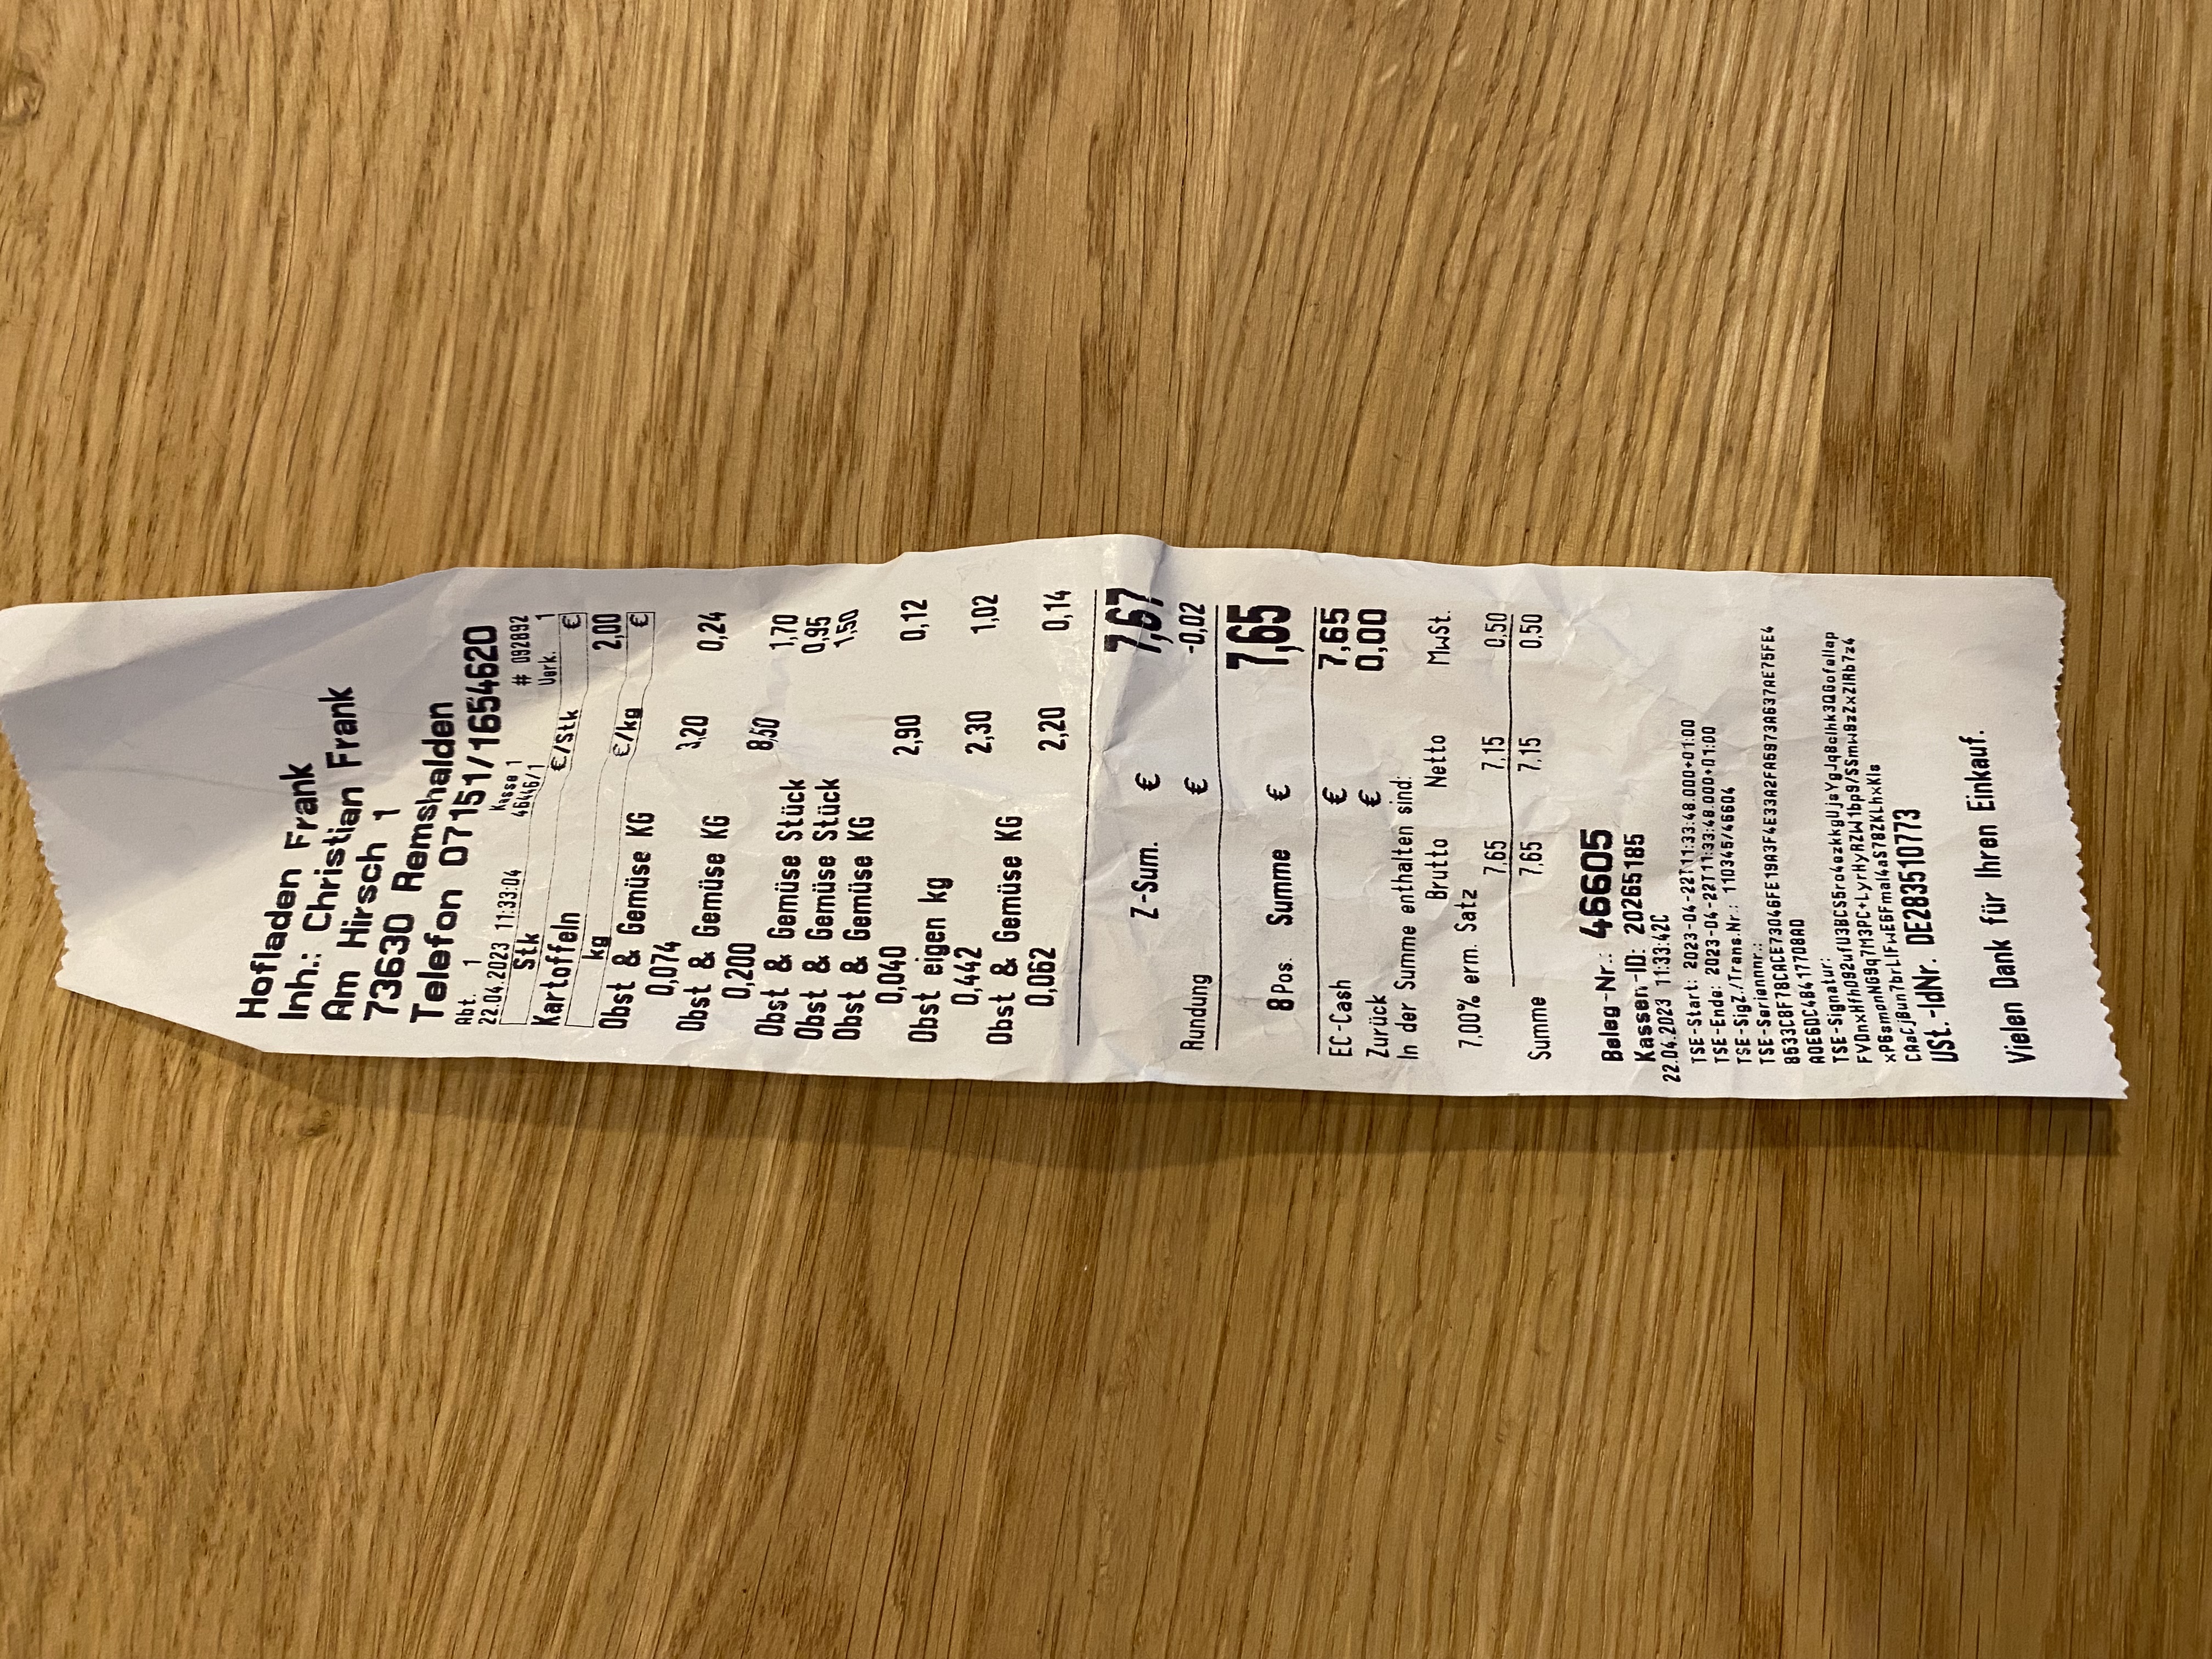 Hofladen Frank
Inh.: Christian Frank
Am Hirsch 1
73630 Remshalden
Telefon 07151/1654620
Abt. 1 Kasse 1 # 092892
22.04.2023 11:33:04 46446/1 Verk. 1
Stk €/Stk €
Kartoffeln 2,00
kg €/kg €
Obst & Gemüse KG
0,074 3,20 0,24
Obst & Gemüse KG
0,200 8,50 1,70
Obst & Gemüse Stück 0,95
Obst & Gemüse Stück 1,50
Obst & Gemüse KG
0,040 2,90 0,12
Obst eigen kg
0,442 2,30 1,02
Obst & Gemüse KG
0,062 2,20 0,14
Z-Sum. € 7,67
Rundung € -0,02
8 Pos. Summe € 7,65
EC-Cash € 7,65
Zurück € 0,00
In der Summe enthalten sind:
Brutto Netto MwSt.
7,00% erm. Satz
7,65 7,15 0,50
Summe 7,65 7,15 0,50
Beleg-Nr.: 46605
Kassen-ID: 20265185
22.04.2023 11:33:42C
TSE-Start: 2023-04-22T11:33:48.000+01:00
TSE-Ende: 2023-04-22T11:33:48.000+01:00
TSE-SigZ./Trans.Nr.: 110345/46604
TSE-Seriennnr.:
8533C8F78CACE73046FE19A3F4E33A2FA5973A637AE75FE4
A0E6DC4B417708AD
TSE-Signatur:
USt.-IdNr. DE283510773
Vielen Dank für Ihren Einkauf.